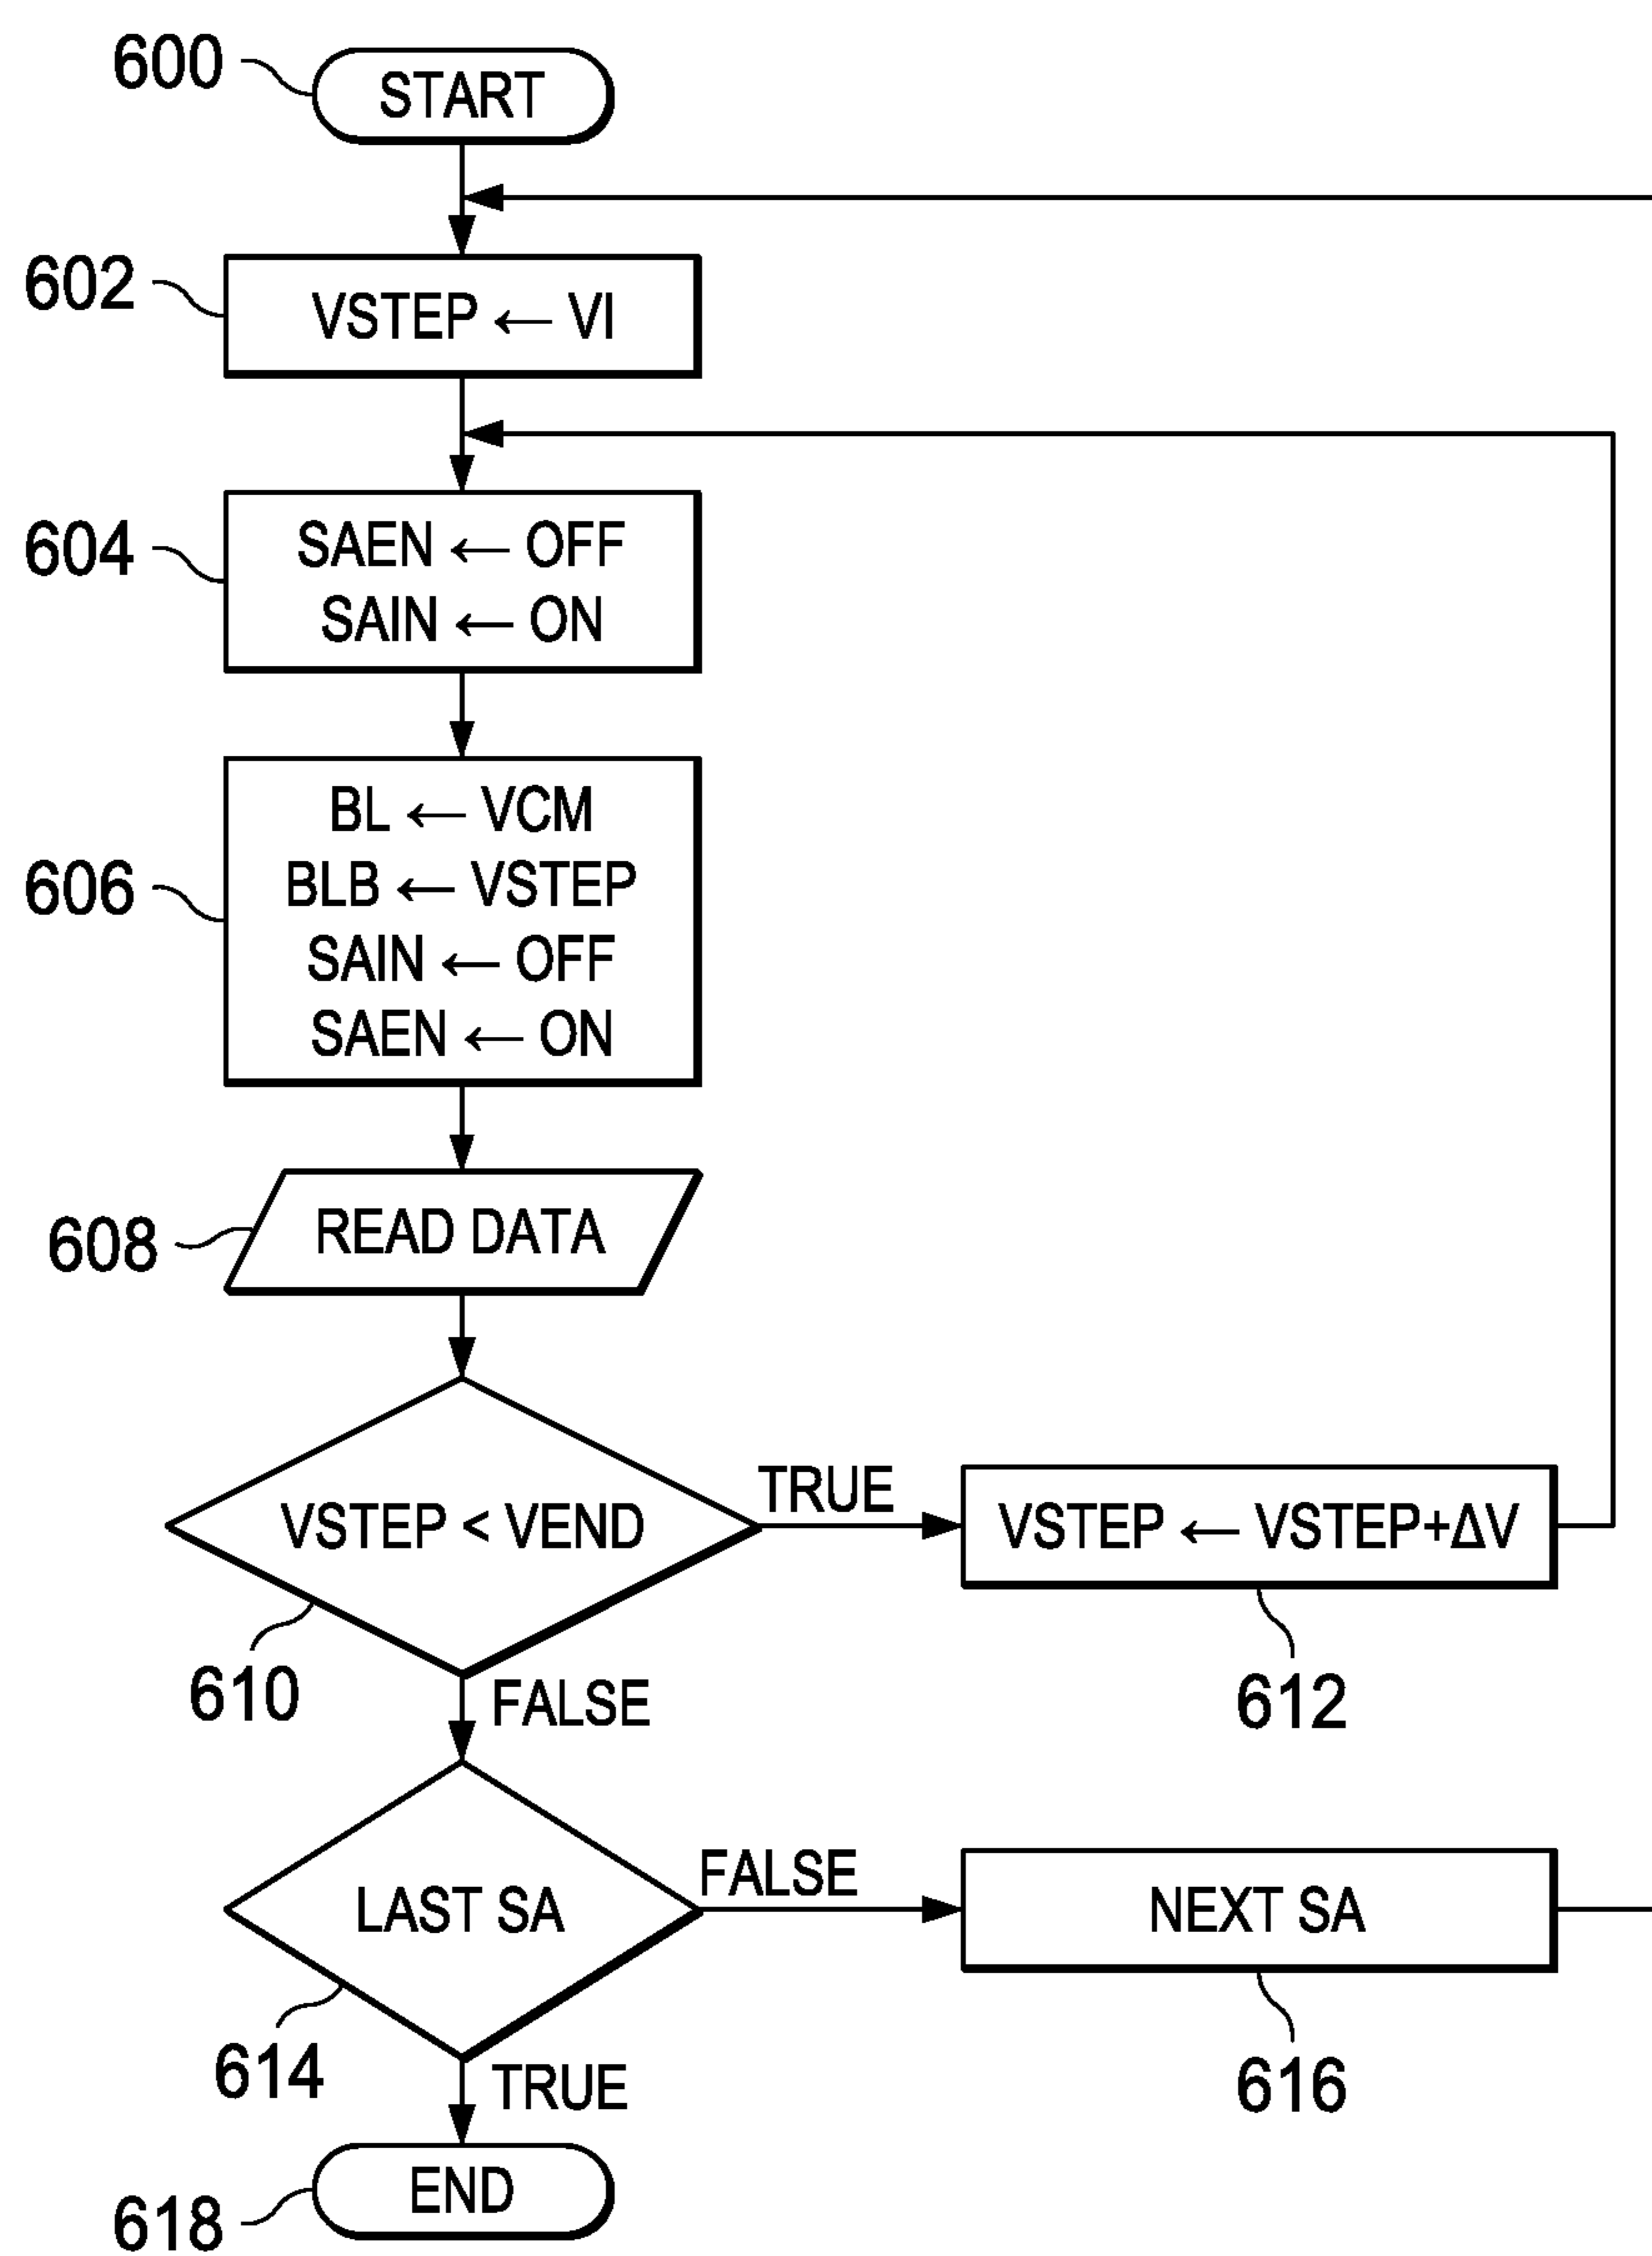 600
START
602
VSTEP ← VI
604
SAEN ← OFF
SAIN ← ON
606
BL ← VCM
BLB ← VSTEP
SAIN ← OFF
SAEN ← ON
608
READ DATA
610
VSTEP < VEND
TRUE
VSTEP ← VSTEP+ΔV
612
FALSE
614
LAST SA
FALSE
NEXT SA
616
TRUE
618
END